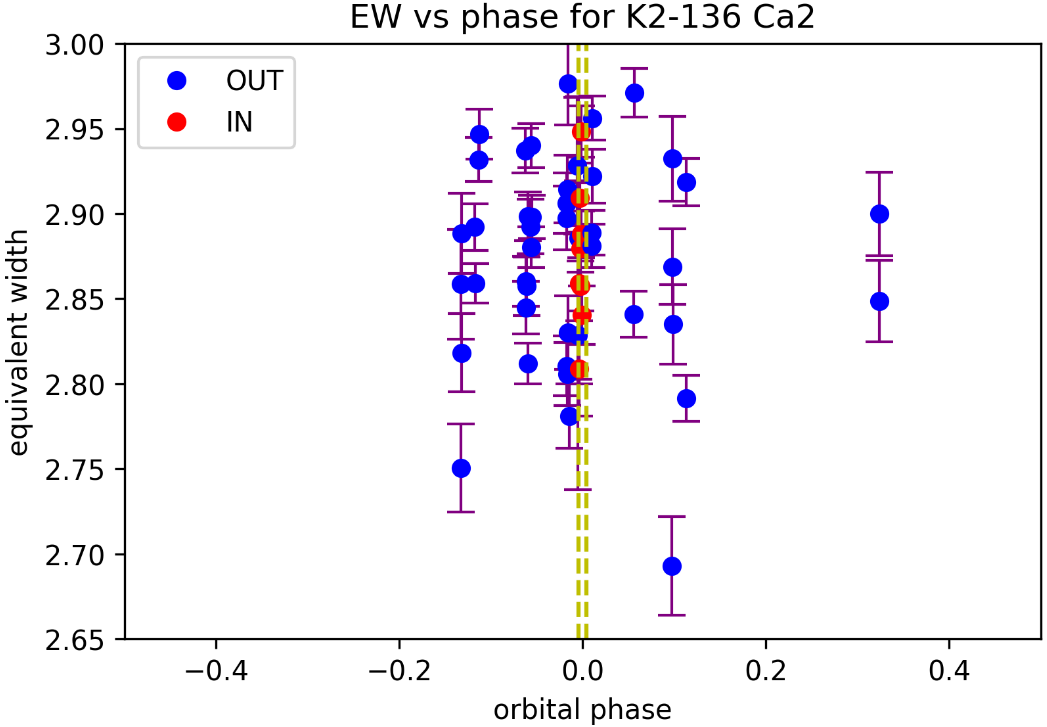 EW vs phase for K2-136 Ca2
OUT
IN
3.00
2.95
2.90
2.85
2.80
2.75
2.70
2.65
equivalent width
−0.4
−0.2
0.0
0.2
0.4
orbital phase